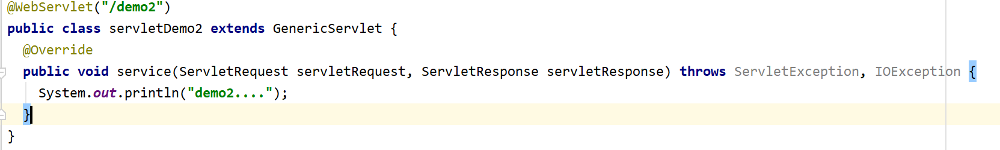 @WebServlet("/demo2")
public class servletDemo2 extends GenericServlet {
@Override
public void service(ServletRequest servletRequest, ServletResponse servletResponse) throws ServletException, IOException {
System.out.println("demo2....");
}
}